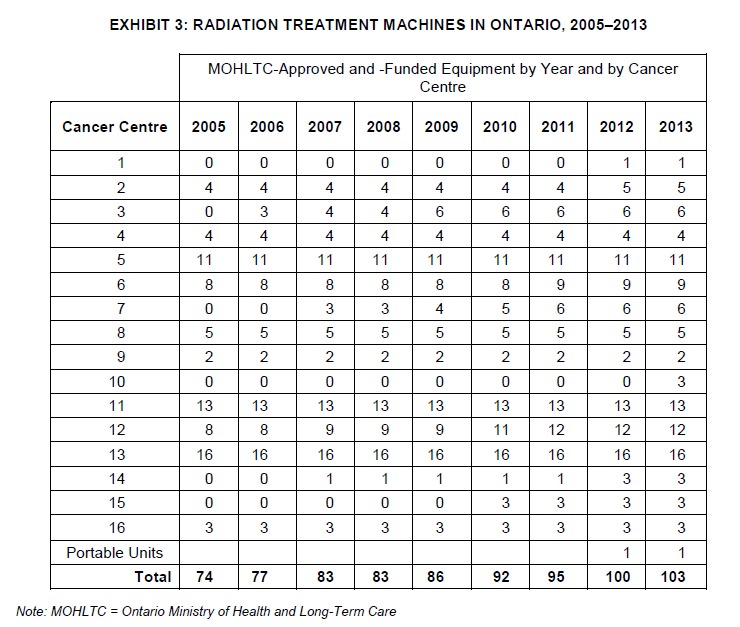 EXHIBIT 3: RADIATION TREATMENT MACHINES IN ONTARIO, 2005–2013
MOHLTC-Approved and -Funded Equipment by Year and by Cancer
Centre
Cancer Centre 2005 2006 2007 2008 2009 2010 2011 2012 2013
1 0 0 0 0 0 0 0 1 1
2 4 4 4 4 4 4 4 5 5
3 0 3 4 4 6 6 6 6 6
4 4 4 4 4 4 4 4 4 4
5 11 11 11 11 11 11 11 11 11
6 8 8 8 8 8 8 9 9 9
7 0 0 3 3 4 5 6 6 6
8 5 5 5 5 5 5 5 5 5
9 2 2 2 2 2 2 2 2 2
10 0 0 0 0 0 0 0 0 3
11 13 13 13 13 13 13 13 13 13
12 8 8 9 9 9 11 12 12 12
13 16 16 16 16 16 16 16 16 16
14 0 0 1 1 1 1 1 3 3
15 0 0 0 0 0 3 3 3 3
16 3 3 3 3 3 3 3 3 3
Portable Units 1 1
Total 74 77 83 83 86 92 95 100 103
Note: MOHLTC = Ontario Ministry of Health and Long-Term Care